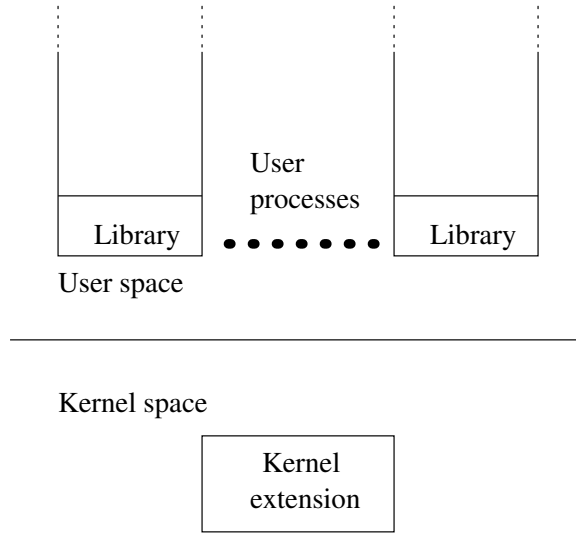 User
processes
Library
Library
User space
Kernel space
Kernel
extension